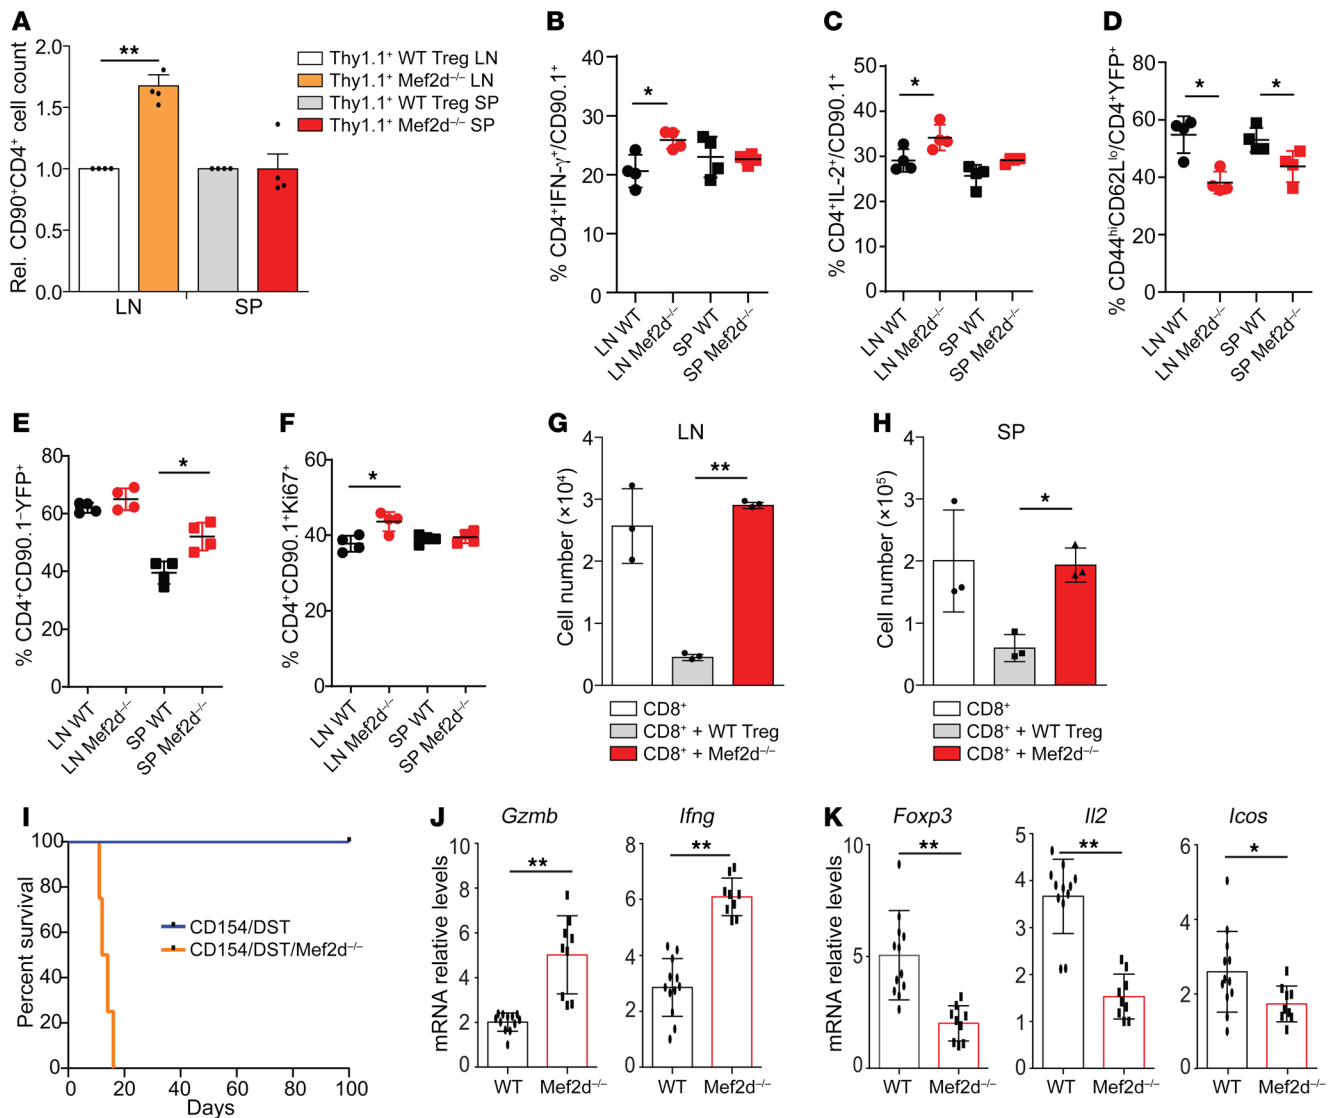 A
Rel. CD90⁺CD4⁺ cell count
2.0
1.5
1.0
0.5
0.0
**
LN
SP
Thy1.1⁺ WT Treg LN
Thy1.1⁺ Mef2d⁻/⁻ LN
Thy1.1⁺ WT Treg SP
Thy1.1⁺ Mef2d⁻/⁻ SP
B
% CD4⁺IFN-γ⁺/CD90.1⁺
40
30
20
10
0
*
LN WT
LN Mef2d⁻/⁻
SP WT
SP Mef2d⁻/⁻
C
% CD4⁺IL-2⁺/CD90.1⁺
50
40
30
20
10
0
*
LN WT
LN Mef2d⁻/⁻
SP WT
SP Mef2d⁻/⁻
D
% CD44ʰⁱCD62Lˡᵒ/CD4⁺YFP⁺
80
60
40
20
0
*
*
LN WT
LN Mef2d⁻/⁻
SP WT
SP Mef2d⁻/⁻
E
% CD4⁺CD90.1⁻YFP⁺
80
60
40
20
0
*
LN WT
LN Mef2d⁻/⁻
SP WT
SP Mef2d⁻/⁻
F
% CD4⁺CD90.1⁺Ki67⁺
60
40
20
0
*
LN WT
LN Mef2d⁻/⁻
SP WT
SP Mef2d⁻/⁻
G
LN
Cell number (×10⁴)
4
3
2
1
0
**
CD8⁺
CD8⁺ + WT Treg
CD8⁺ + Mef2d⁻/⁻
H
SP
Cell number (×10⁵)
4
3
2
1
0
*
CD8⁺
CD8⁺ + WT Treg
CD8⁺ + Mef2d⁻/⁻
I
Percent survival
100
80
60
40
20
0
0 20 40 60 80 100
Days
CD154/DST
CD154/DST/Mef2d⁻/⁻
J
mRNA relative levels
Gzmb
10
8
6
4
2
0
**
WT Mef2d⁻/⁻
Ifng
8
6
4
2
0
**
WT Mef2d⁻/⁻
K
mRNA relative levels
Foxp3
10
5
0
**
WT Mef2d⁻/⁻
Il2
5
4
3
2
1
0
**
WT Mef2d⁻/⁻
Icos
6
4
2
0
*
WT Mef2d⁻/⁻